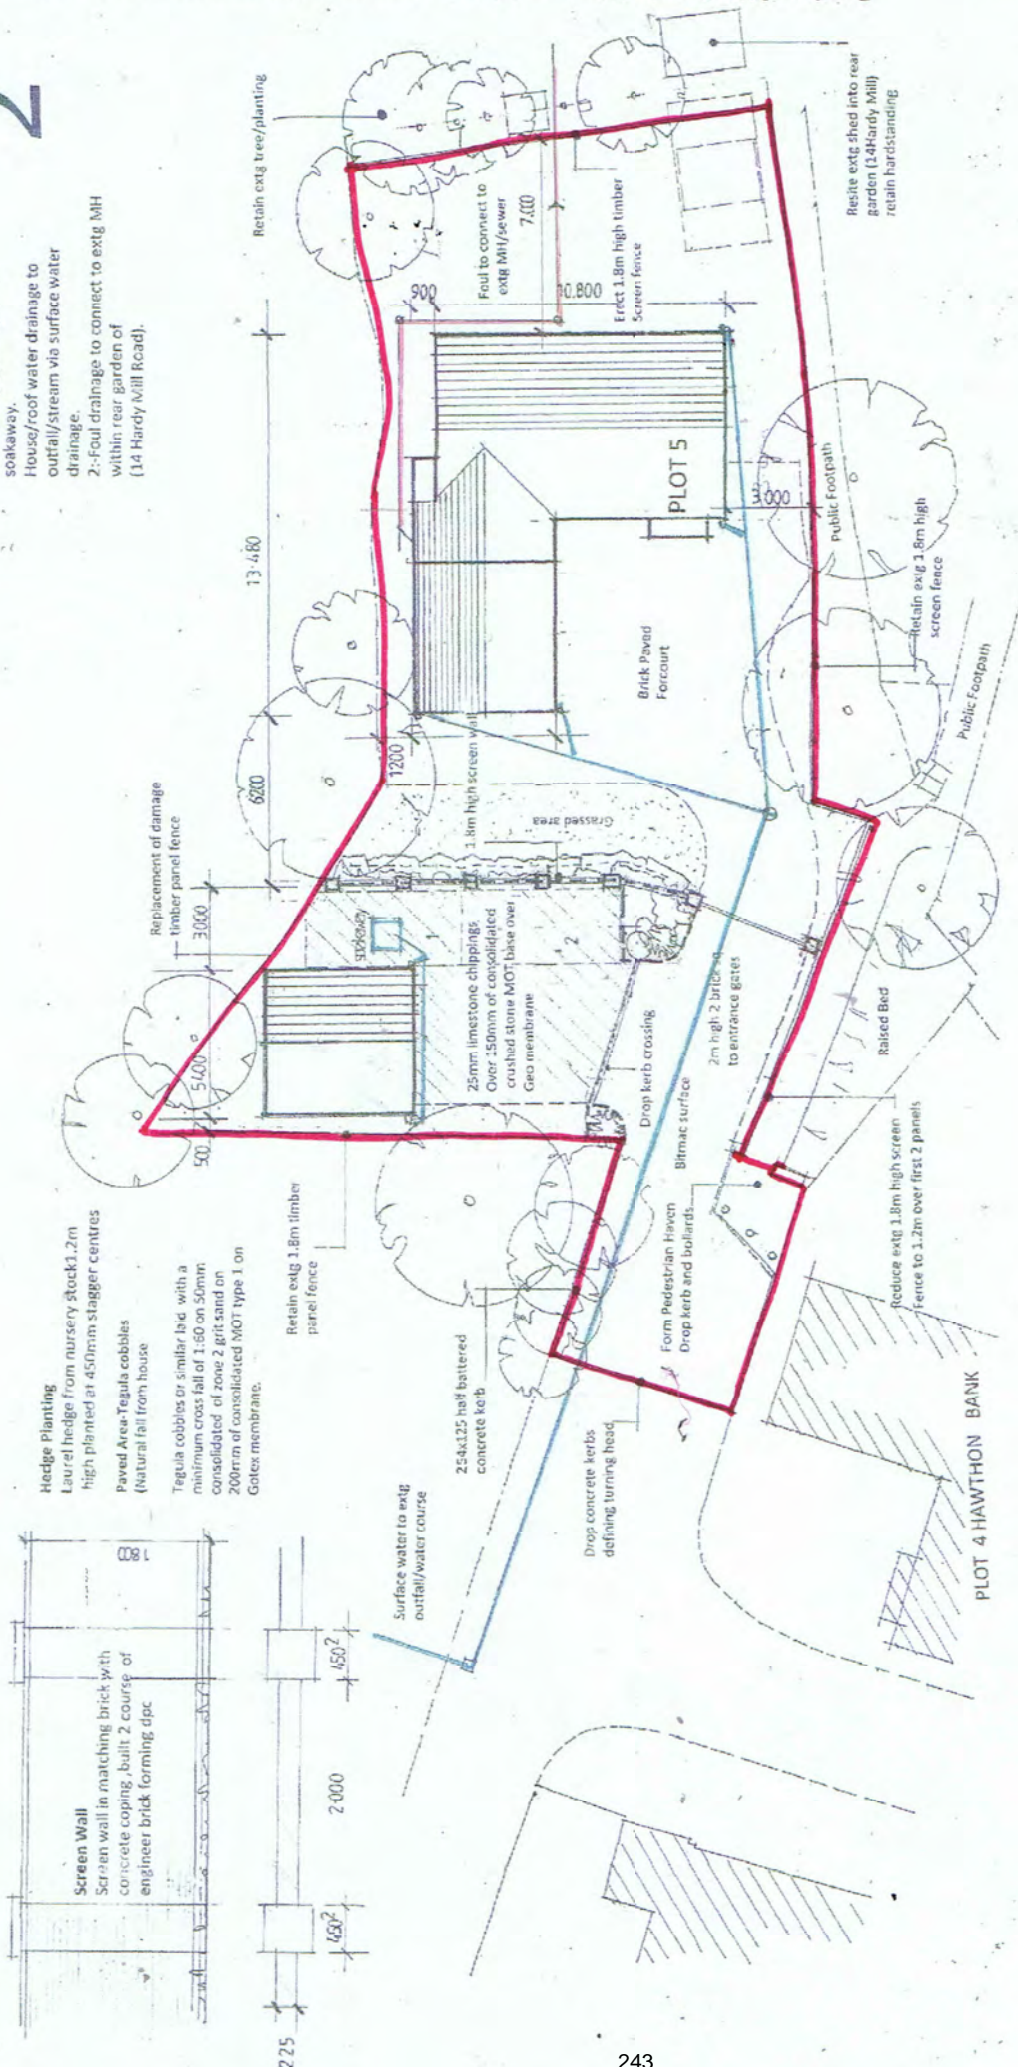 2
soakaway.
House/roof water drainage to
outfall/stream via surface water
drainage.
2:-Foul drainage to connect to extg MH
within rear garden of
(14 Hardy Mill Road).
Retain extg tree/planting
Resite extg shed into rear
garden (14Hardy Mill)
retain hardstanding
Foul to connect to
extg MH/sewer
7.000
900
10.800
Erect 1.8m high timber
Screen fence
13.480
PLOT 5
3.000
Public Footpath
Retain extg 1.8m high
screen fence
Public Footpath
Brick Paved
Forcourt
6200
1200
1.8m high screen wall
Grassed area
Replacement of damage
timber panel fence
3000
5400
500
1
2
25mm limestone chippings
Over 150mm of consolidated
crushed stone MOT base over
Geo membrane
Drop kerb crossing
Bitmac surface
2m high 2 brick sq
to entrance gates
Raised Bed
Retain extg 1.8m timber
panel fence
Form Pedestrian Haven
Drop kerb and bollards
Reduce extg 1.8m high screen
Fence to 1.2m over first 2 panels
254x125 half battered
concrete kerb
Drop concrete kerbs
defining turning head
Surface water to extg
outfall/water course
PLOT 4 HAWTHON BANK
Hedge Planting
Laurel hedge from nursery stock1.2m
high planted at 450mm stagger centres
Paved Area-Tegula cobbles
(Natural fall from house
Tegula cobbles or similar laid with a
minimum cross fall of 1:60 on 50mm
consolidated of zone 2 grit sand on
200mm of consolidated MOT type 1 on
Gotex membrane.
Screen Wall
Screen wall in matching brick with
concrete coping ,built 2 course of
engineer brick forming dpc
450²
2000
450²
225
243